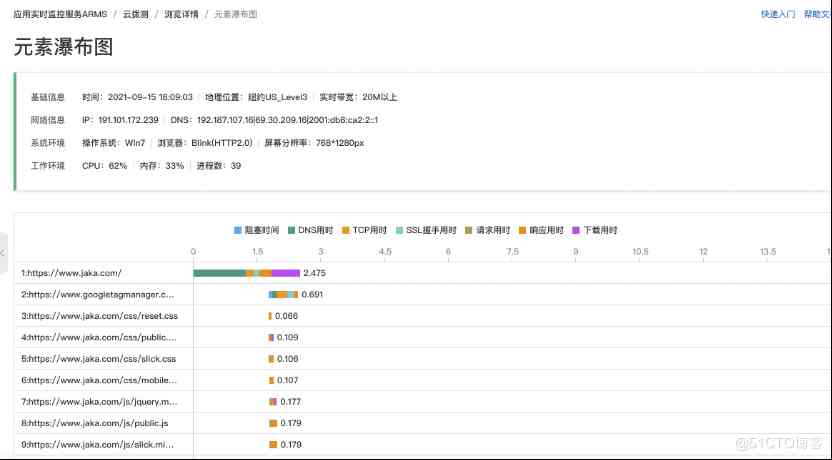 应用实时监控服务ARMS / 云拨测 / 浏览详情 / 元素瀑布图
快速入门 帮助文
元素瀑布图
基础信息 时间：2021-09-15 18:09:03 地理位置：纽约US_Level3 实时带宽：20M以上
网络信息 IP：191.101.172.239 DNS：192.187.107.16|69.30.209.16|2001:db8:ca2:2::1
系统环境 操作系统：Win7 浏览器：Blink(HTTP2.0) 屏幕分辨率：768*1280px
工作环境 CPU：62% 内存：33% 进程数：39
阻塞时间 DNS用时 TCP用时 SSL握手用时 请求用时 响应用时 下载用时
0 1.5 3 4.5 6 7.5 9 10.5 12 13.5
1:https://www.jaka.com/ 2.475
2:https://www.googletagmanager.c... 0.691
3:https://www.jaka.com/css/reset.css 0.066
4:https://www.jaka.com/css/public.... 0.109
5:https://www.jaka.com/css/slick.css 0.106
6:https://www.jaka.com/css/mobile... 0.107
7:https://www.jaka.com/js/jquery.m... 0.177
8:https://www.jaka.com/js/public.js 0.179
9:https://www.jaka.com/js/slick.mi... 0.179
@51CTO博客